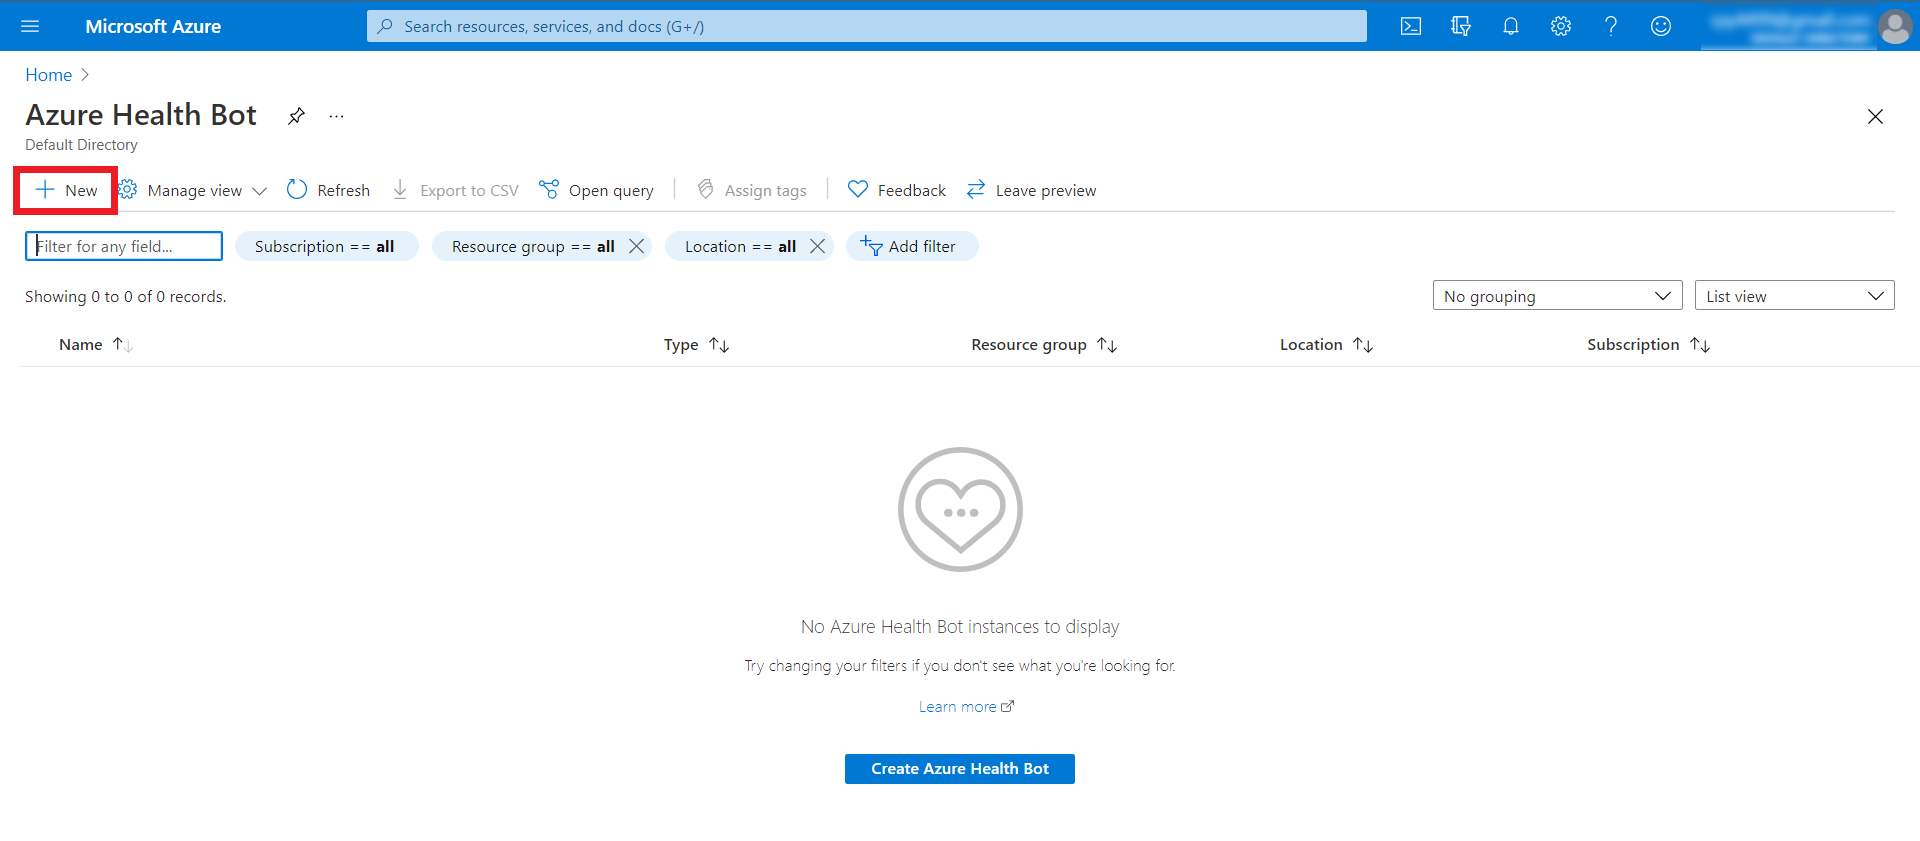 Microsoft Azure
Search resources, services, and docs (G+/)
Home
Azure Health Bot
...
Default Directory
New
Manage view
Refresh
Export to CSV
Open query
Assign tags
Feedback
Leave preview
Filter for any field...
Subscription == all
Resource group == all
Location == all
Add filter
Showing 0 to 0 of 0 records.
No grouping
List view
Name
Type
Resource group
Location
Subscription
No Azure Health Bot instances to display
Try changing your filters if you don't see what you're looking for.
Learn more
Create Azure Health Bot